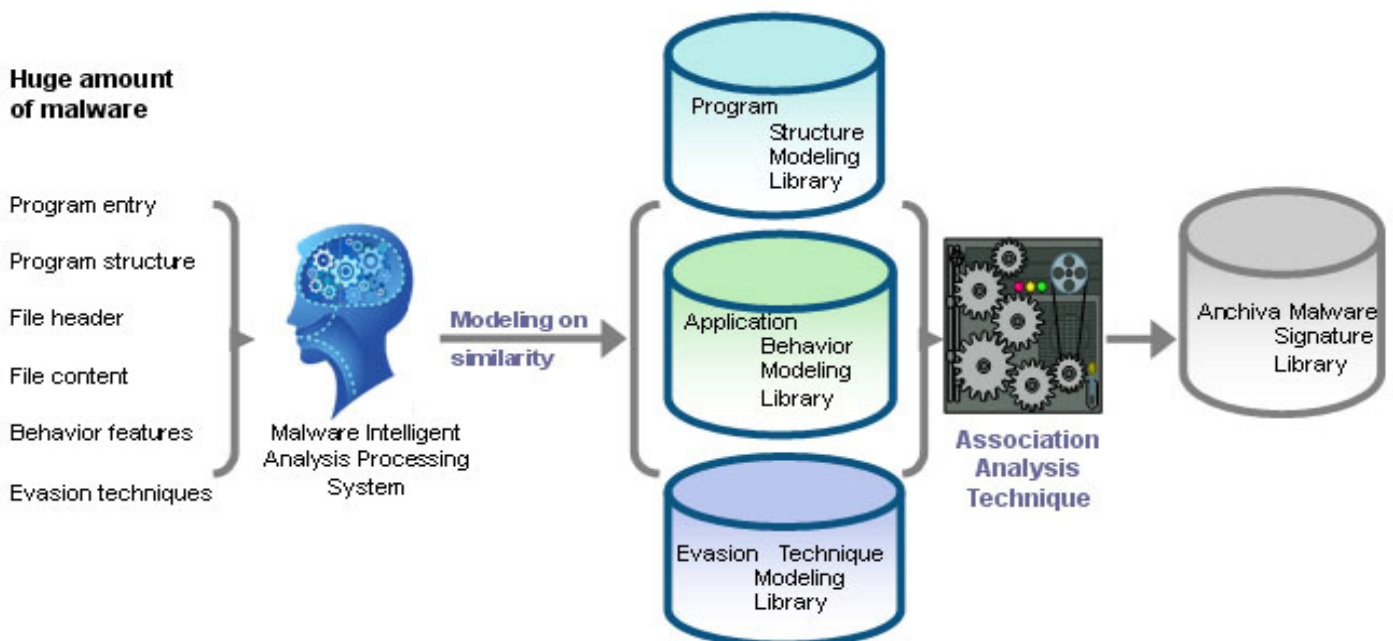 Huge amount
of malware
Program entry
Program structure
File header
File content
Behavior features
Evasion techniques
Malware Intelligent
Analysis Processing
System
Modeling on
similarity
Program
Structure
Modeling
Library
Application
Behavior
Modeling
Library
Evasion Technique
Modeling
Library
Association
Analysis
Technique
Anchiva Malware
Signature
Library